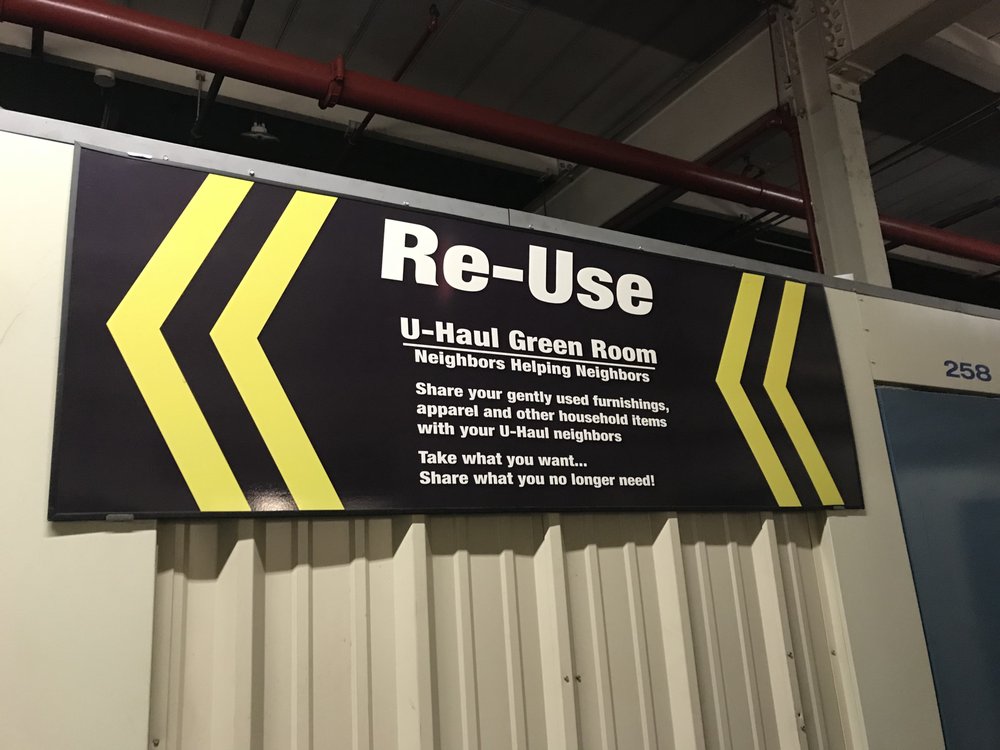 Re-Use
U-Haul Green Room
Neighbors Helping Neighbors
Share your gently used furnishings,
apparel and other household items
with your U-Haul neighbors
Take what you want...
Share what you no longer need!
258